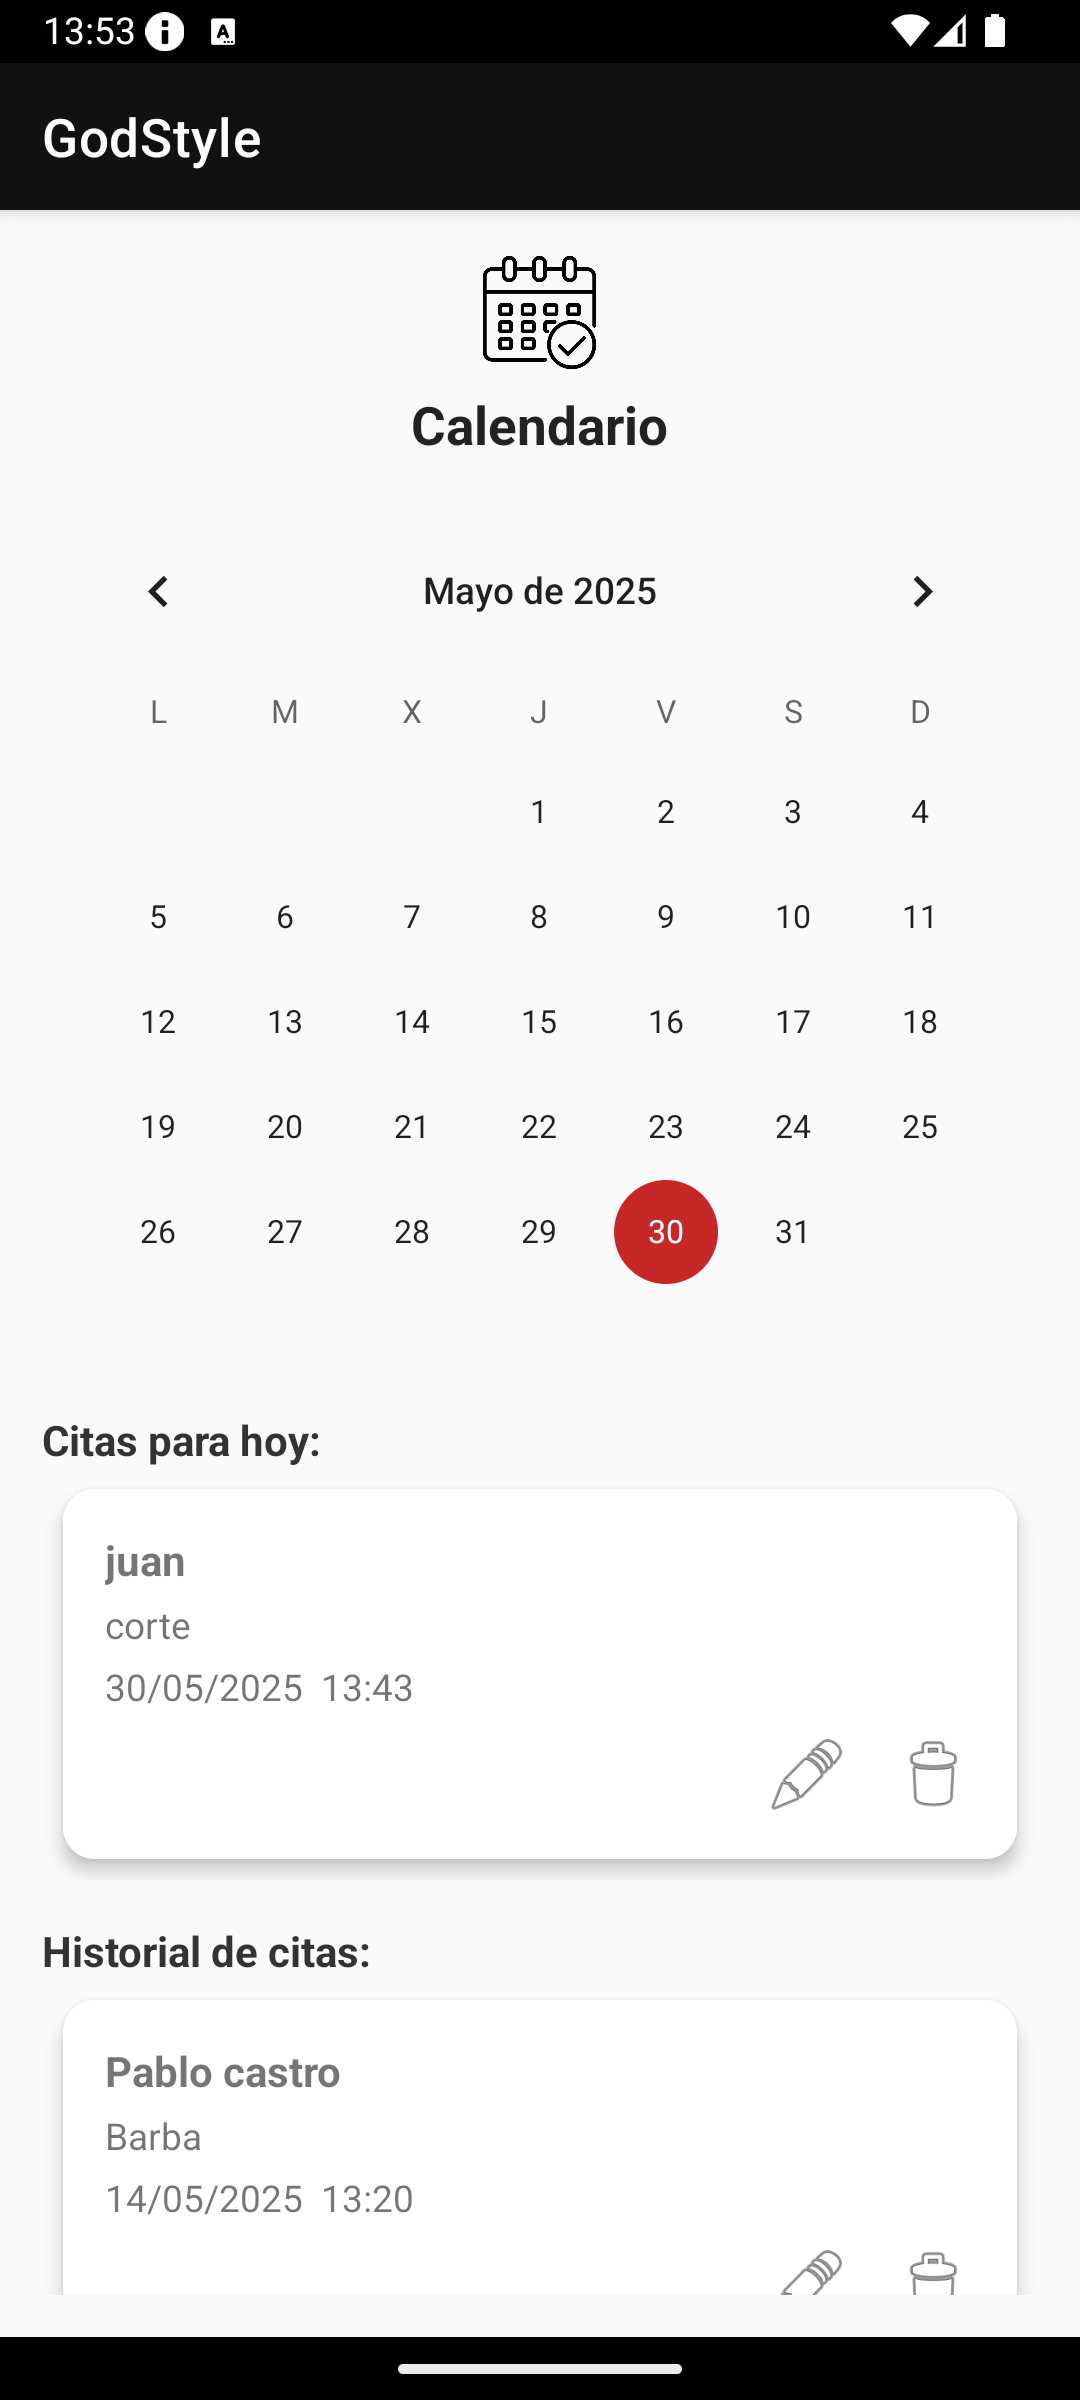 13:53
GodStyle
Calendario
Mayo de 2025
L M X J V S D
1 2 3 4
5 6 7 8 9 10 11
12 13 14 15 16 17 18
19 20 21 22 23 24 25
26 27 28 29 30 31
Citas para hoy:
juan
corte
30/05/2025 13:43
Historial de citas:
Pablo castro
Barba
14/05/2025 13:20